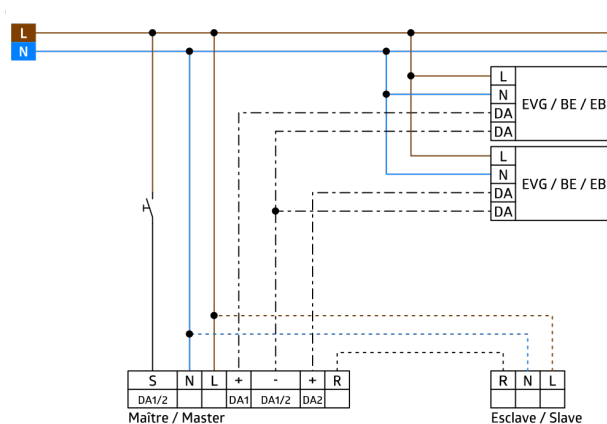 L
N
L
N
DA
DA
EVG / BE / EB
L
N
DA
DA
EVG / BE / EB
S N L + - + R
DA1/2 DA1 DA1/2 DA2
Maître / Master
R N L
Esclave / Slave